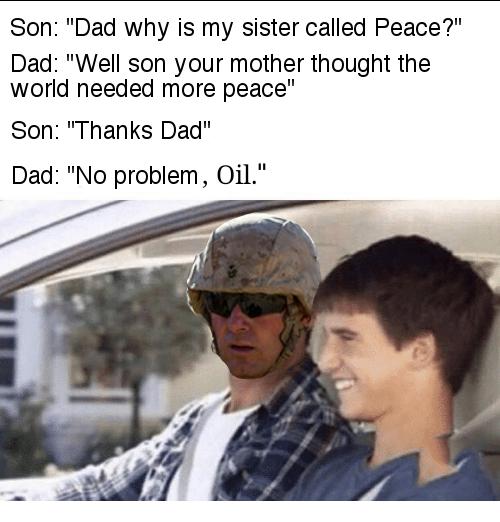 Son: "Dad why is my sister called Peace?"
Dad: "Well son your mother thought the
world needed more peace"
Son: "Thanks Dad"
Dad: "No problem, Oil."